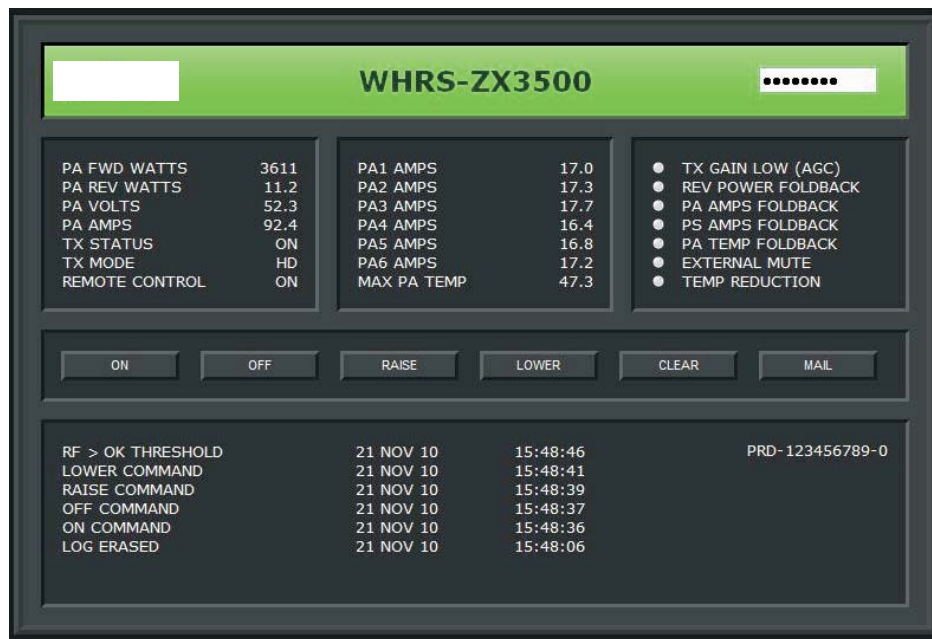 WHRS-ZX3500
••••••••
PA FWD WATTS 3611
PA REV WATTS 11.2
PA VOLTS 52.3
PA AMPS 92.4
TX STATUS ON
TX MODE HD
REMOTE CONTROL ON
PA1 AMPS 17.0
PA2 AMPS 17.3
PA3 AMPS 17.7
PA4 AMPS 16.4
PA5 AMPS 16.8
PA6 AMPS 17.2
MAX PA TEMP 47.3
TX GAIN LOW (AGC)
REV POWER FOLDBACK
PA AMPS FOLDBACK
PS AMPS FOLDBACK
PA TEMP FOLDBACK
EXTERNAL MUTE
TEMP REDUCTION
ON OFF RAISE LOWER CLEAR MAIL
RF > OK THRESHOLD 21 NOV 10 15:48:46 PRD-123456789-0
LOWER COMMAND 21 NOV 10 15:48:41
RAISE COMMAND 21 NOV 10 15:48:39
OFF COMMAND 21 NOV 10 15:48:37
ON COMMAND 21 NOV 10 15:48:36
LOG ERASED 21 NOV 10 15:48:06